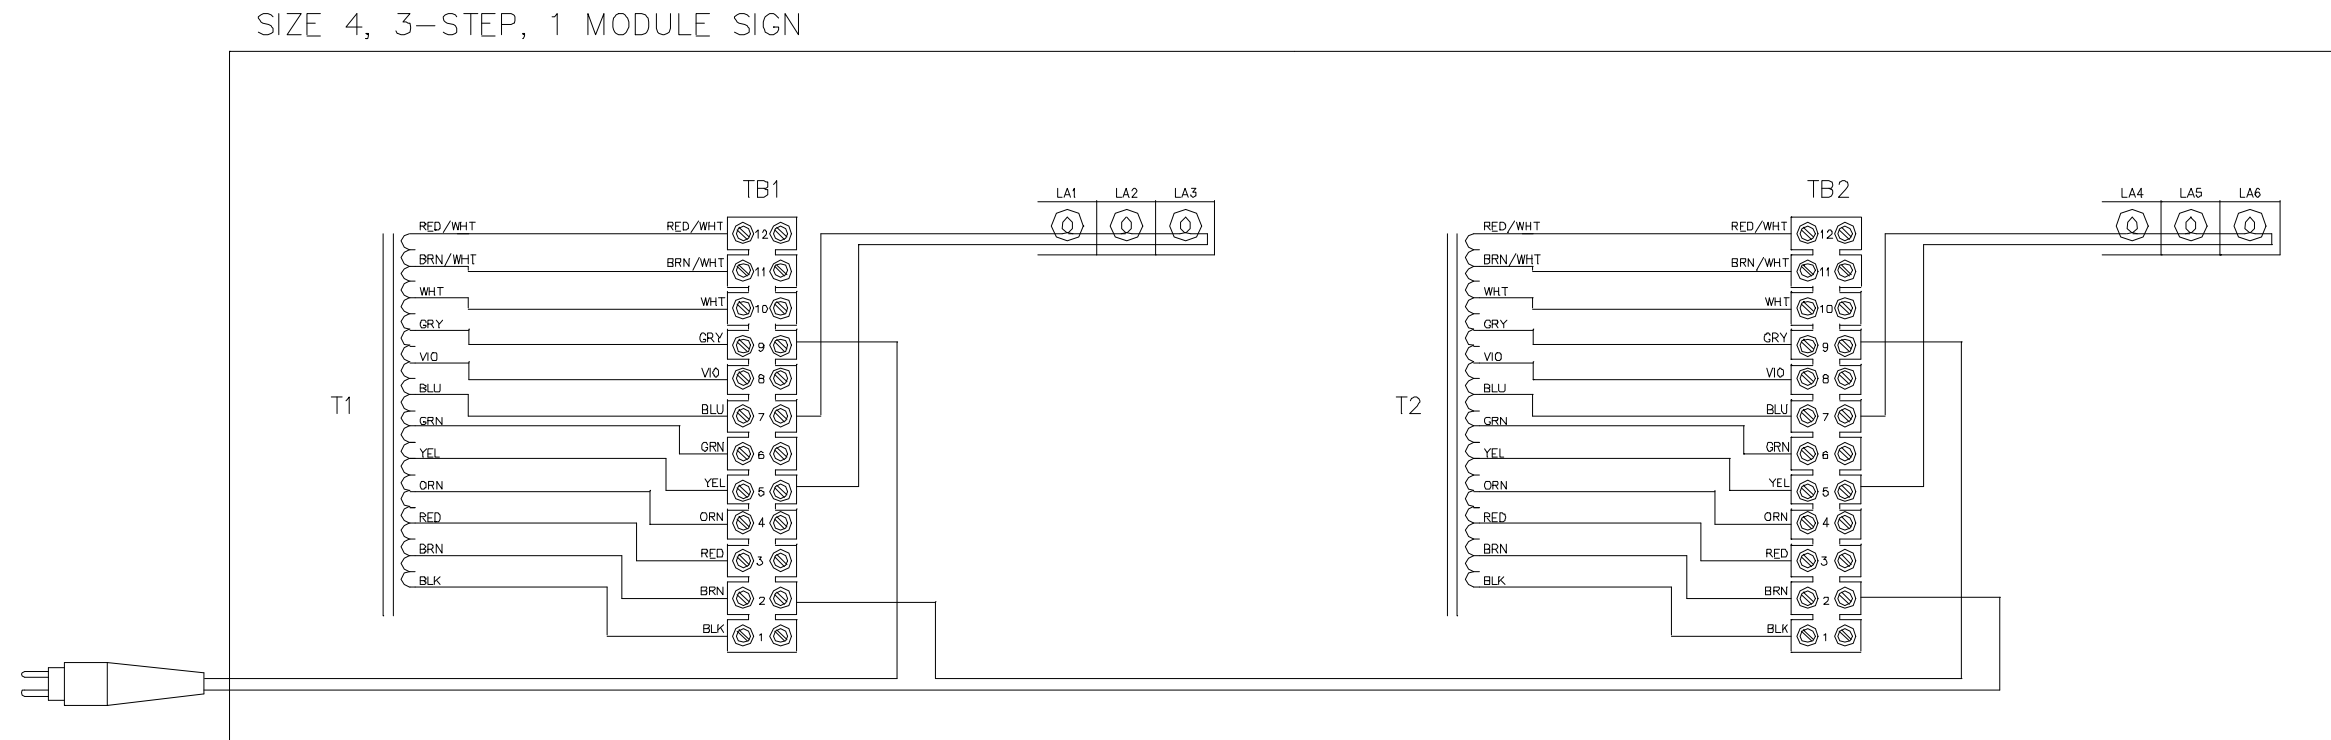 SIZE 4, 3-STEP, 1 MODULE SIGN
TB1
TB2
LA1 LA2 LA3
LA4 LA5 LA6
T1
RED/WHT RED/WHT 12
BRN/WHT BRN/WHT 11
WHT WHT 10
GRY GRY 9
VIO VIO 8
BLU BLU 7
GRN GRN 6
YEL YEL 5
ORN ORN 4
RED RED 3
BRN BRN 2
BLK BLK 1
T2
RED/WHT RED/WHT 12
BRN/WHT BRN/WHT 11
WHT WHT 10
GRY GRY 9
VIO VIO 8
BLU BLU 7
GRN GRN 6
YEL YEL 5
ORN ORN 4
RED RED 3
BRN BRN 2
BLK BLK 1